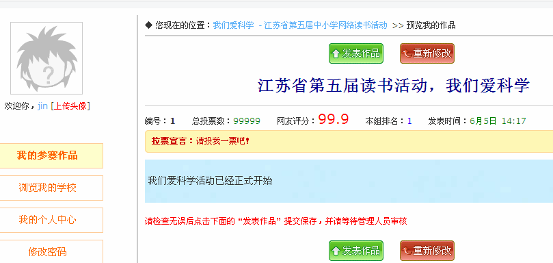 ◆ 您现在的位置：我们爱科学 - 江苏省第五届中小学网络读书活动 >> 预览我的作品
发表作品 重新修改
江苏省第五届读书活动，我们爱科学
欢迎你，jin [上传头像]
编号：1 总投票数：99999 网友评分：99.9 本组排名：1 发表时间：6月5日 14:17
拉票宣言：请投我一票吧！
我的参赛作品
我们爱科学活动已经正式开始
浏览我的学校
我的个人中心
请检查无误后点击下面的“发表作品”提交保存，并请等待管理人员审核
修改密码
发表作品 重新修改